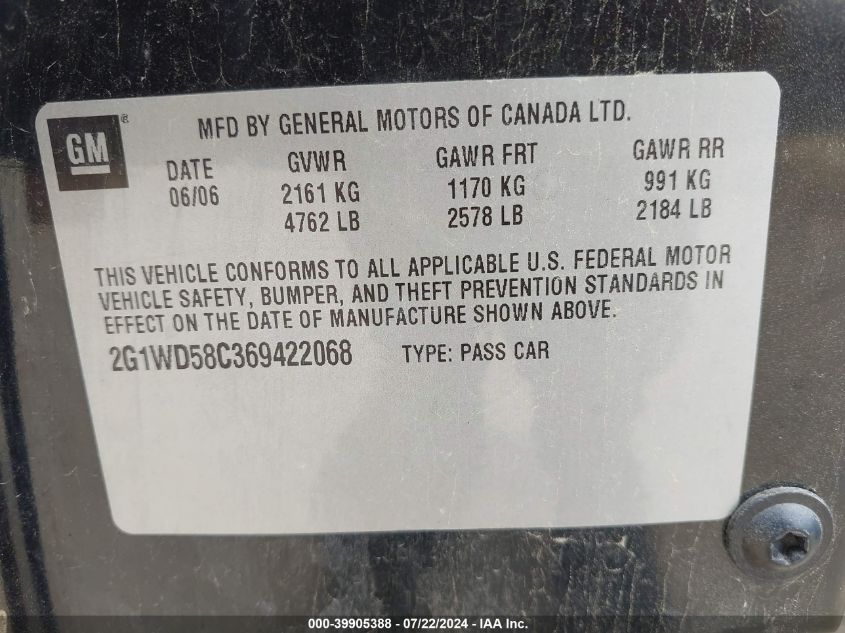 GM®
MFD BY GENERAL MOTORS OF CANADA LTD.
DATE GVWR GAWR FRT GAWR RR
06/06 2161 KG 1170 KG 991 KG
4762 LB 2578 LB 2184 LB
THIS VEHICLE CONFORMS TO ALL APPLICABLE U.S. FEDERAL MOTOR
VEHICLE SAFETY, BUMPER, AND THEFT PREVENTION STANDARDS IN
EFFECT ON THE DATE OF MANUFACTURE SHOWN ABOVE.
2G1WD58C369422068 TYPE: PASS CAR
000-39905388 - 07/22/2024 - IAA Inc.